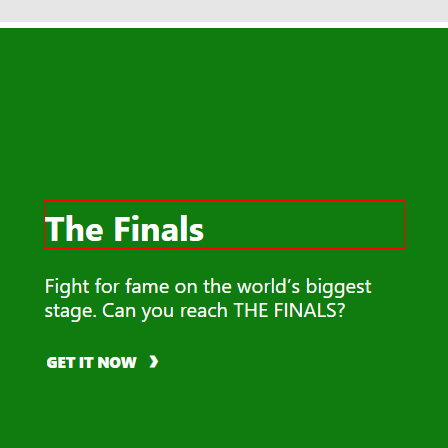 The Finals
Fight for fame on the world's biggest
stage. Can you reach THE FINALS?
GET IT NOW ❯